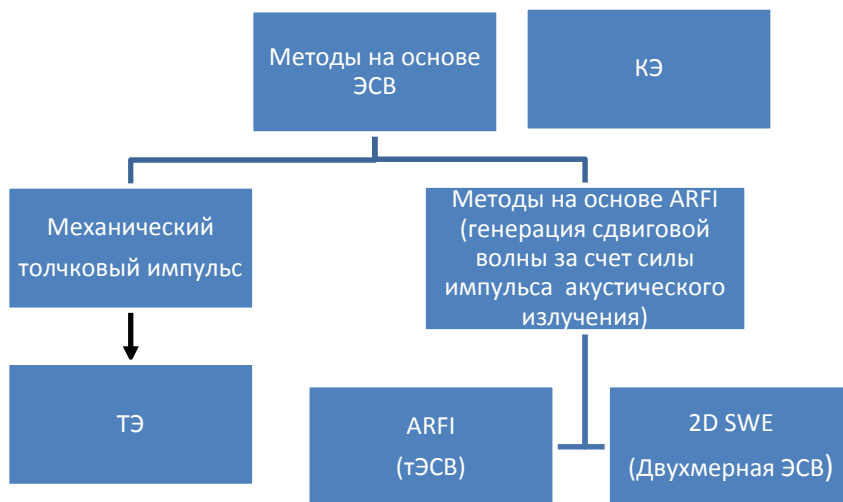 Методы на основе
ЭСВ
КЭ
Механический
толчковый импульс
Методы на основе ARFI
(генерация сдвиговой
волны за счет силы
импульса акустического
излучения)
ТЭ
ARFI
(тЭСВ)
2D SWE
(Двухмерная ЭСВ)